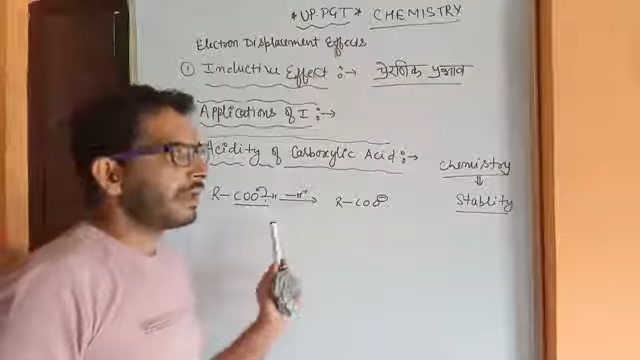 *UP-PGT* CHEMISTRY
Electron Displacement Effects
① Inductive Effect :→ प्रेरणिक प्रभाव
Applications of I :→
Acidity of Carboxylic Acid :→
Chemistry
⇓
Stablity
R-COOH —H⁺→ R-COO⊖